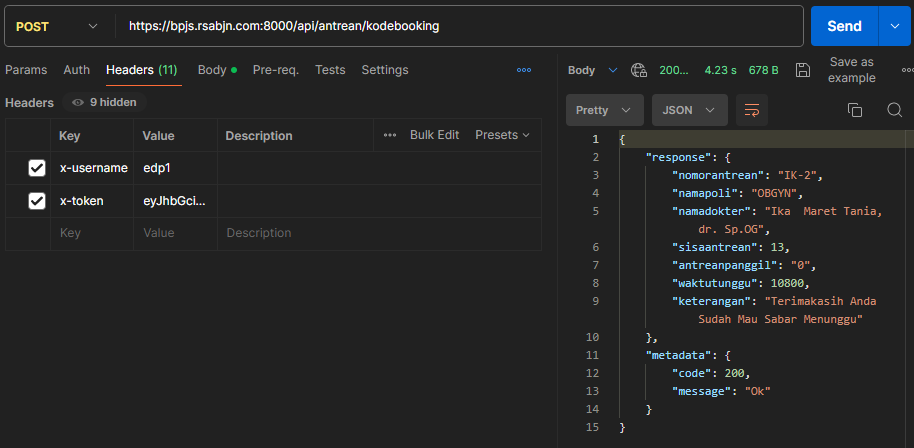 POST https://bpjs.rsabjn.com:8000/api/antrean/kodebooking Send
Params Auth Headers (11) Body Pre-req. Tests Settings
Headers 9 hidden
Key Value Description Bulk Edit Presets
x-username edp1
x-token eyJhbGci...
Key Value Description
Body 200... 4.23 s 678 B Save as
example
Pretty JSON
1 {
2 "response": {
3 "nomorantrean": "IK-2",
4 "namapoli": "OBGYN",
5 "namadokter": "Ika  Maret Tania,
dr. Sp.OG",
6 "sisaantrean": 13,
7 "antreanpanggil": "0",
8 "waktutunggu": 10800,
9 "keterangan": "Terimakasih Anda
Sudah Mau Sabar Menunggu"
10 },
11 "metadata": {
12 "code": 200,
13 "message": "Ok"
14 }
15 }